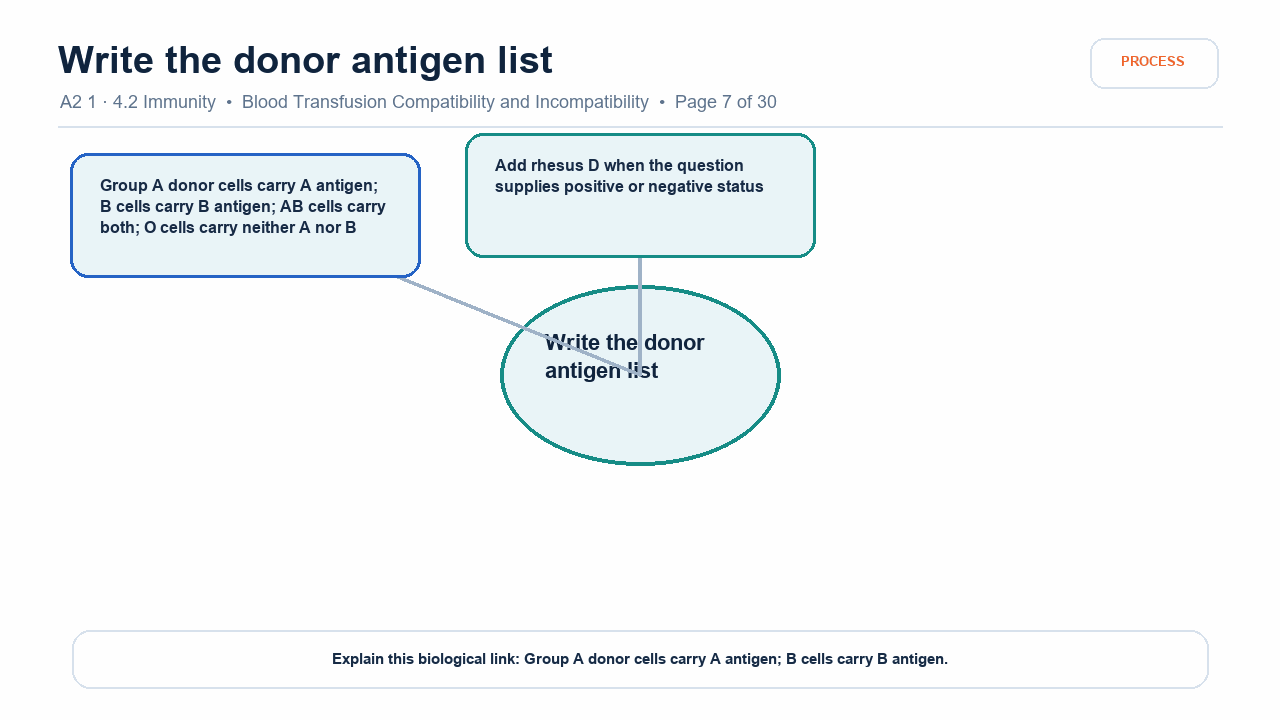 Write the donor antigen list
PROCESS
A2 1 · 4.2 Immunity • Blood Transfusion Compatibility and Incompatibility • Page 7 of 30
Group A donor cells carry A antigen;
B cells carry B antigen; AB cells carry
both; O cells carry neither A nor B
Add rhesus D when the question
supplies positive or negative status
Write the donor
antigen list
Explain this biological link: Group A donor cells carry A antigen; B cells carry B antigen.